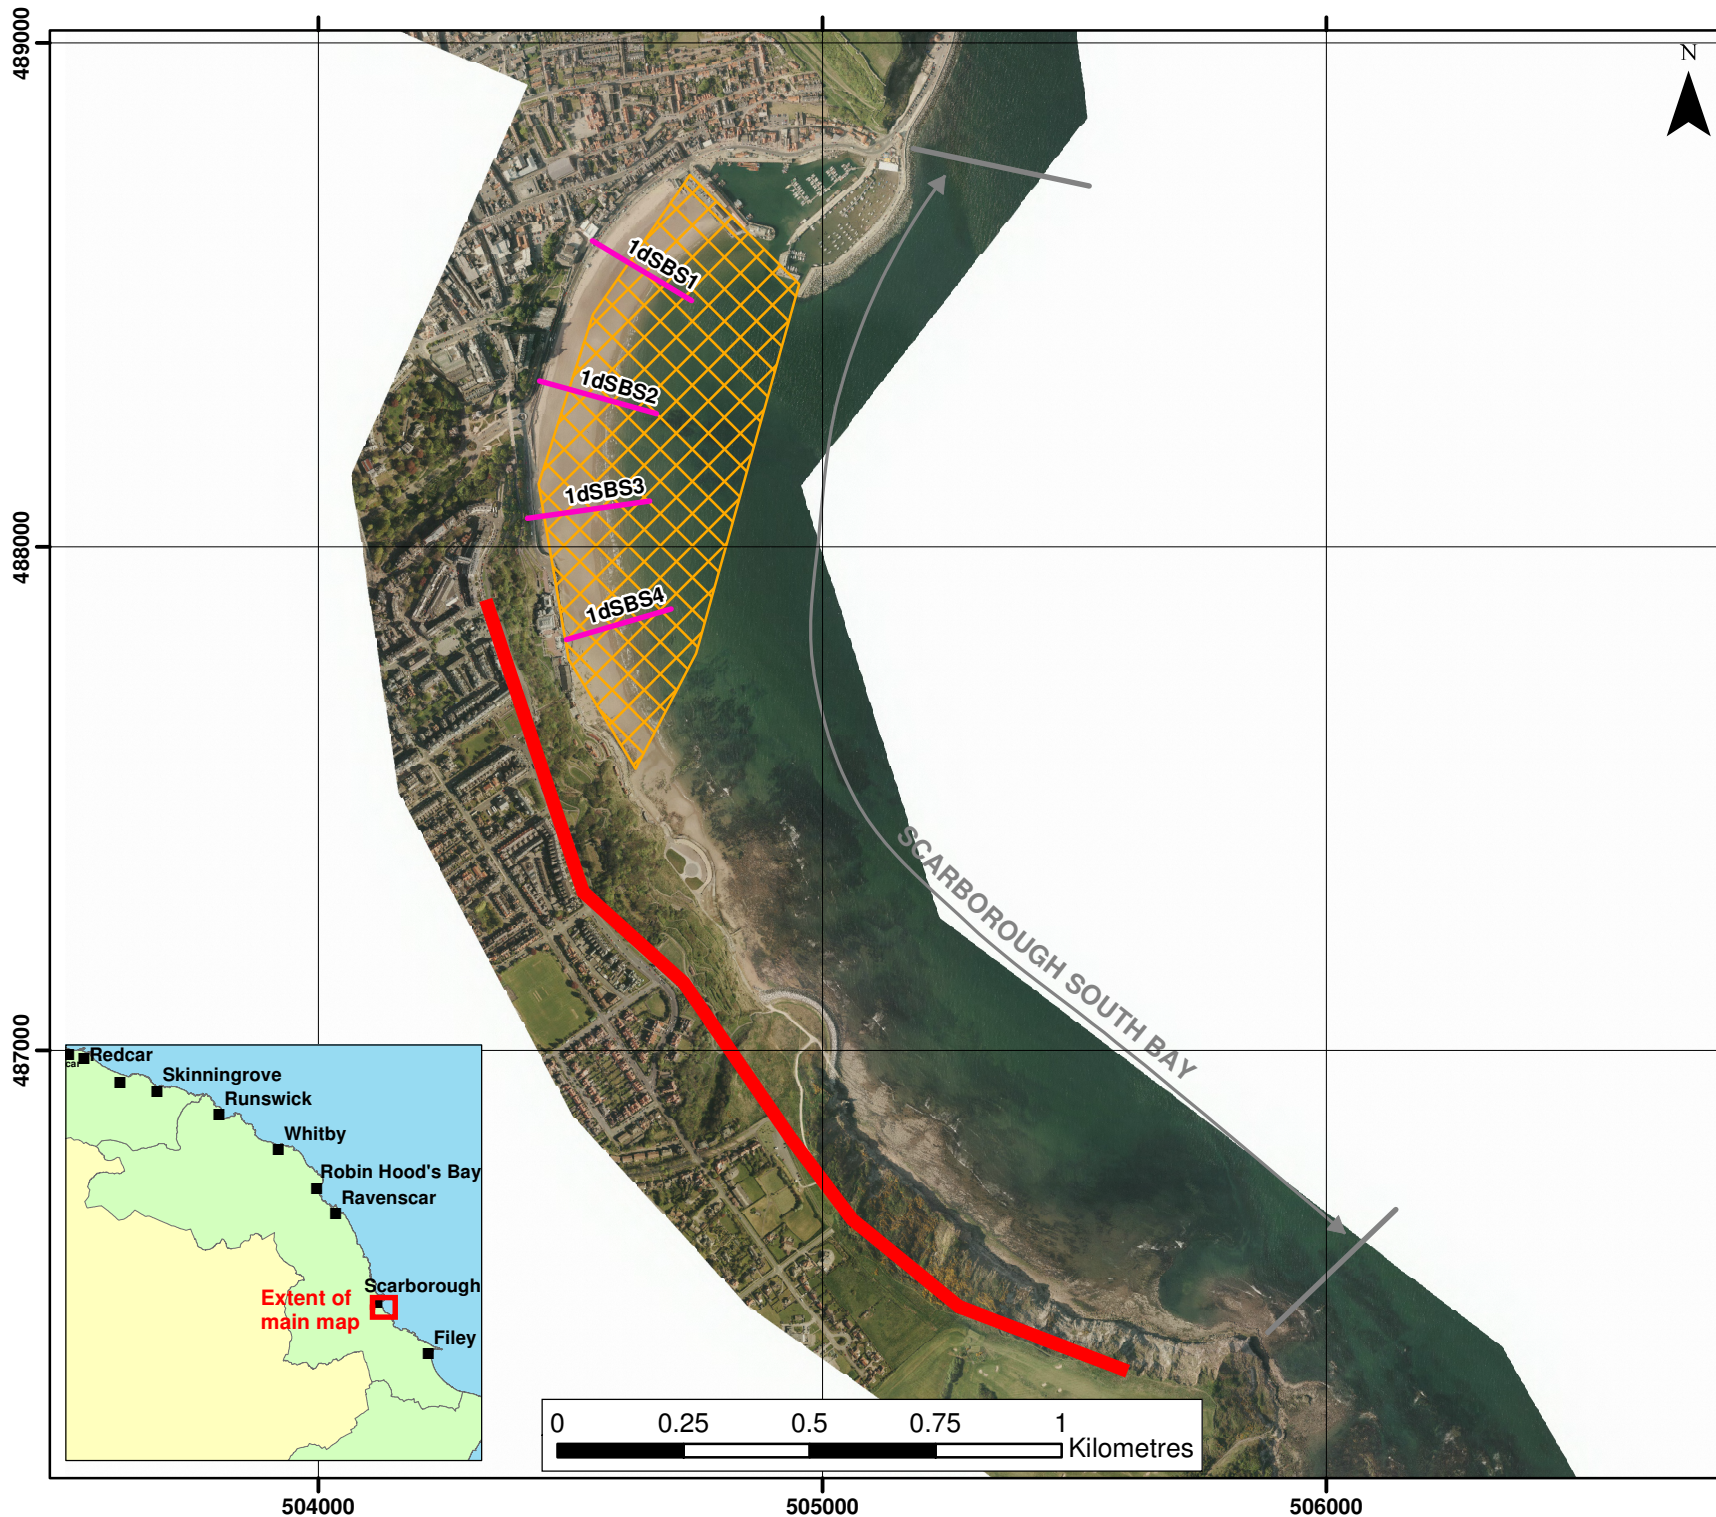 N
489000
488000
487000
1dSBS1
1dSBS2
1dSBS3
1dSBS4
SCARBOROUGH SOUTH BAY
Redcar
car
Skinningrove
Runswick
Whitby
Robin Hood's Bay
Ravenscar
Scarborough
Extent of
main map
Filey
0 0.25 0.5 0.75 1
Kilometres
504000 505000 506000